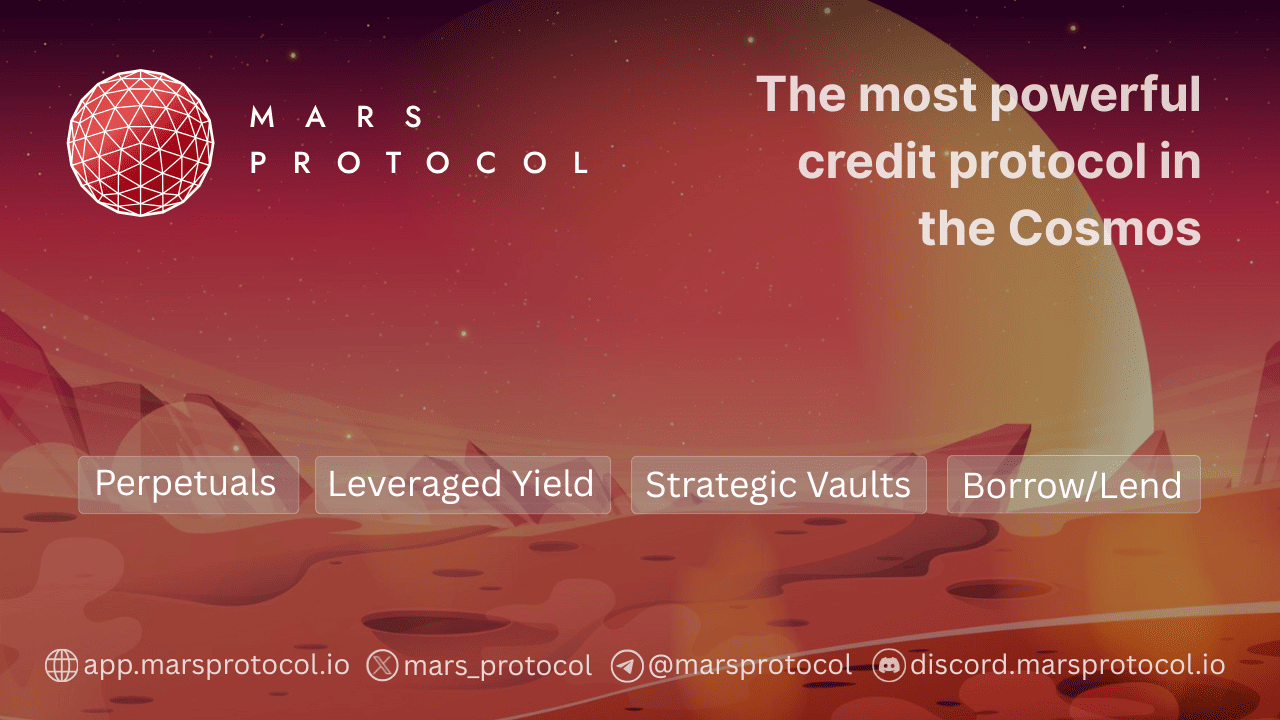 MARS
PROTOCOL
The most powerful
credit protocol in
the Cosmos
Perpetuals
Leveraged Yield
Strategic Vaults
Borrow/Lend
app.marsprotocol.io
mars_protocol
@marsprotocol
discord.marsprotocol.io